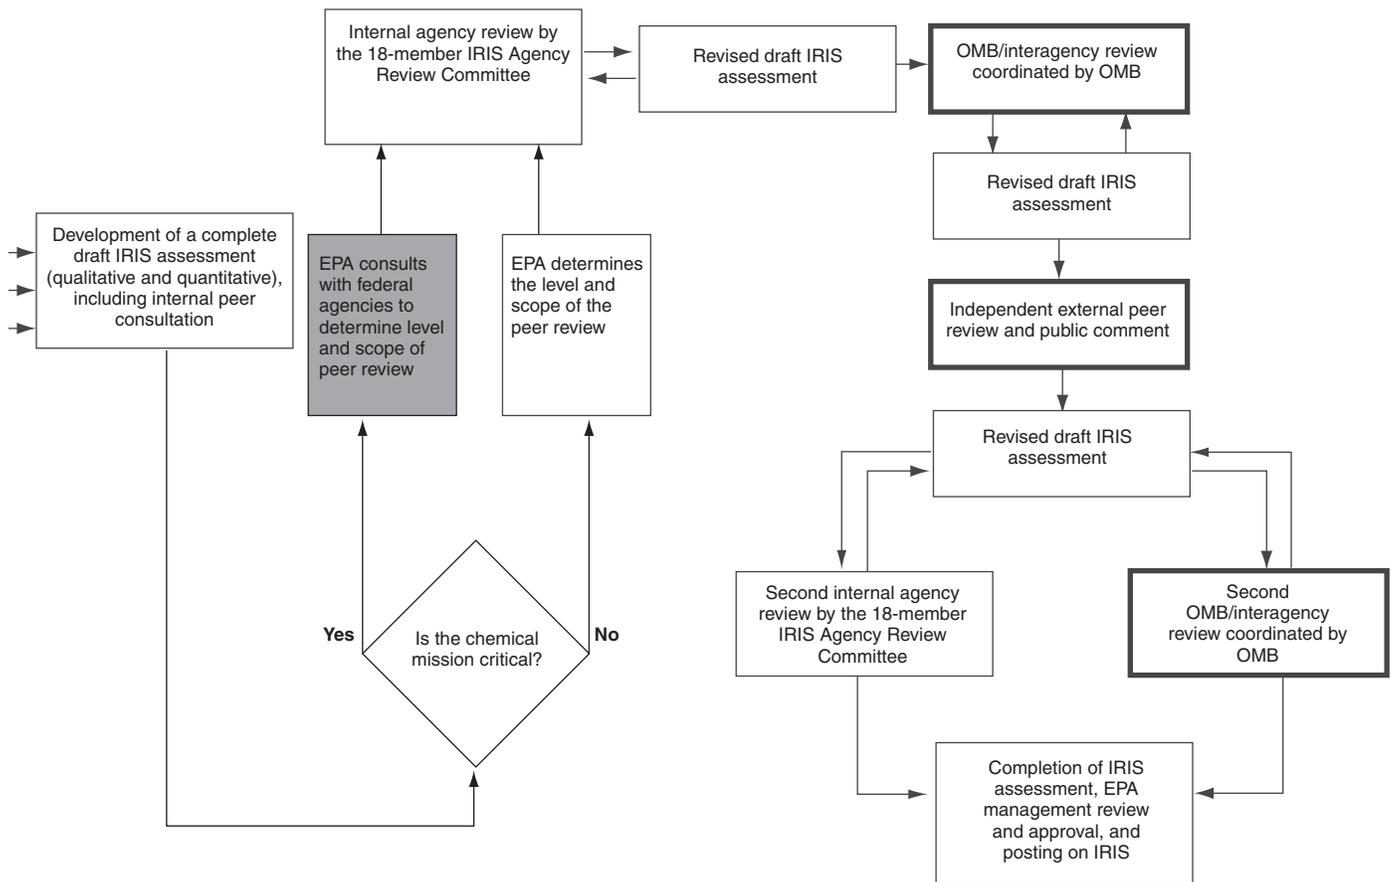 Internal agency review by
the 18-member IRIS Agency
Review Committee
Revised draft IRIS
assessment
OMB/interagency review
coordinated by OMB
Revised draft IRIS
assessment
Development of a complete
draft IRIS assessment
(qualitative and quantitative),
including internal peer
consultation
EPA consults
with federal
agencies to
determine level
and scope of
peer review
EPA determines
the level and
scope of the
peer review
Independent external peer
review and public comment
Revised draft IRIS
assessment
Yes
Is the chemical
mission critical?
No
Second internal agency
review by the 18-member
IRIS Agency Review
Committee
Second
OMB/interagency
review coordinated by
OMB
Completion of IRIS
assessment, EPA
management review
and approval, and
posting on IRIS